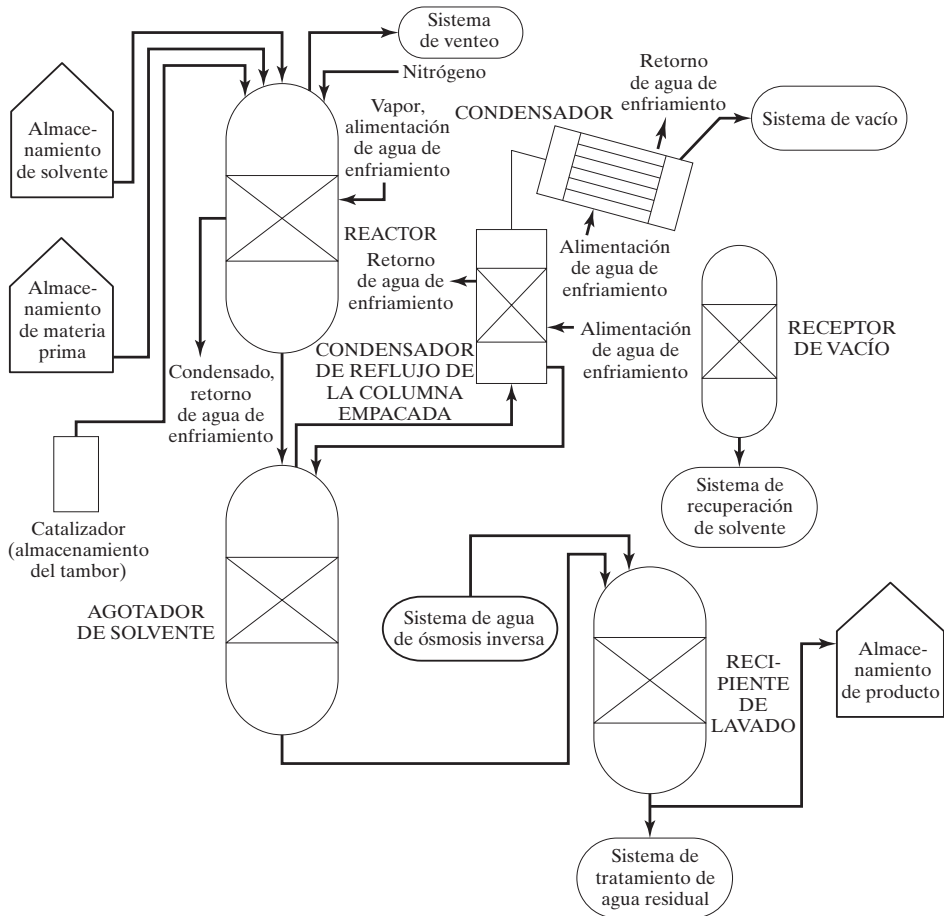 Sistema
de venteo
Nitrógeno
Almace-
namiento
de solvente
Vapor,
alimentación
de agua de
enfriamiento
CONDENSADOR
Retorno
de agua de
enfriamiento
Sistema de vacío
REACTOR
Retorno
de agua de
enfriamiento
Alimentación
de agua de
enfriamiento
Almace-
namiento
de materia
prima
Condensado,
retorno
de agua de
enfriamiento
CONDENSADOR
DE REFLUJO DE
LA COLUMNA
EMPACADA
Alimentación
de agua de
enfriamiento
RECEPTOR
DE VACÍO
Catalizador
(almacenamiento
del tambor)
Sistema de
recuperación
de solvente
AGOTADOR
DE SOLVENTE
Sistema de agua
de ósmosis inversa
RECI-
PIENTE
DE
LAVADO
Almace-
namiento
de producto
Sistema de
tratamiento de
agua residual